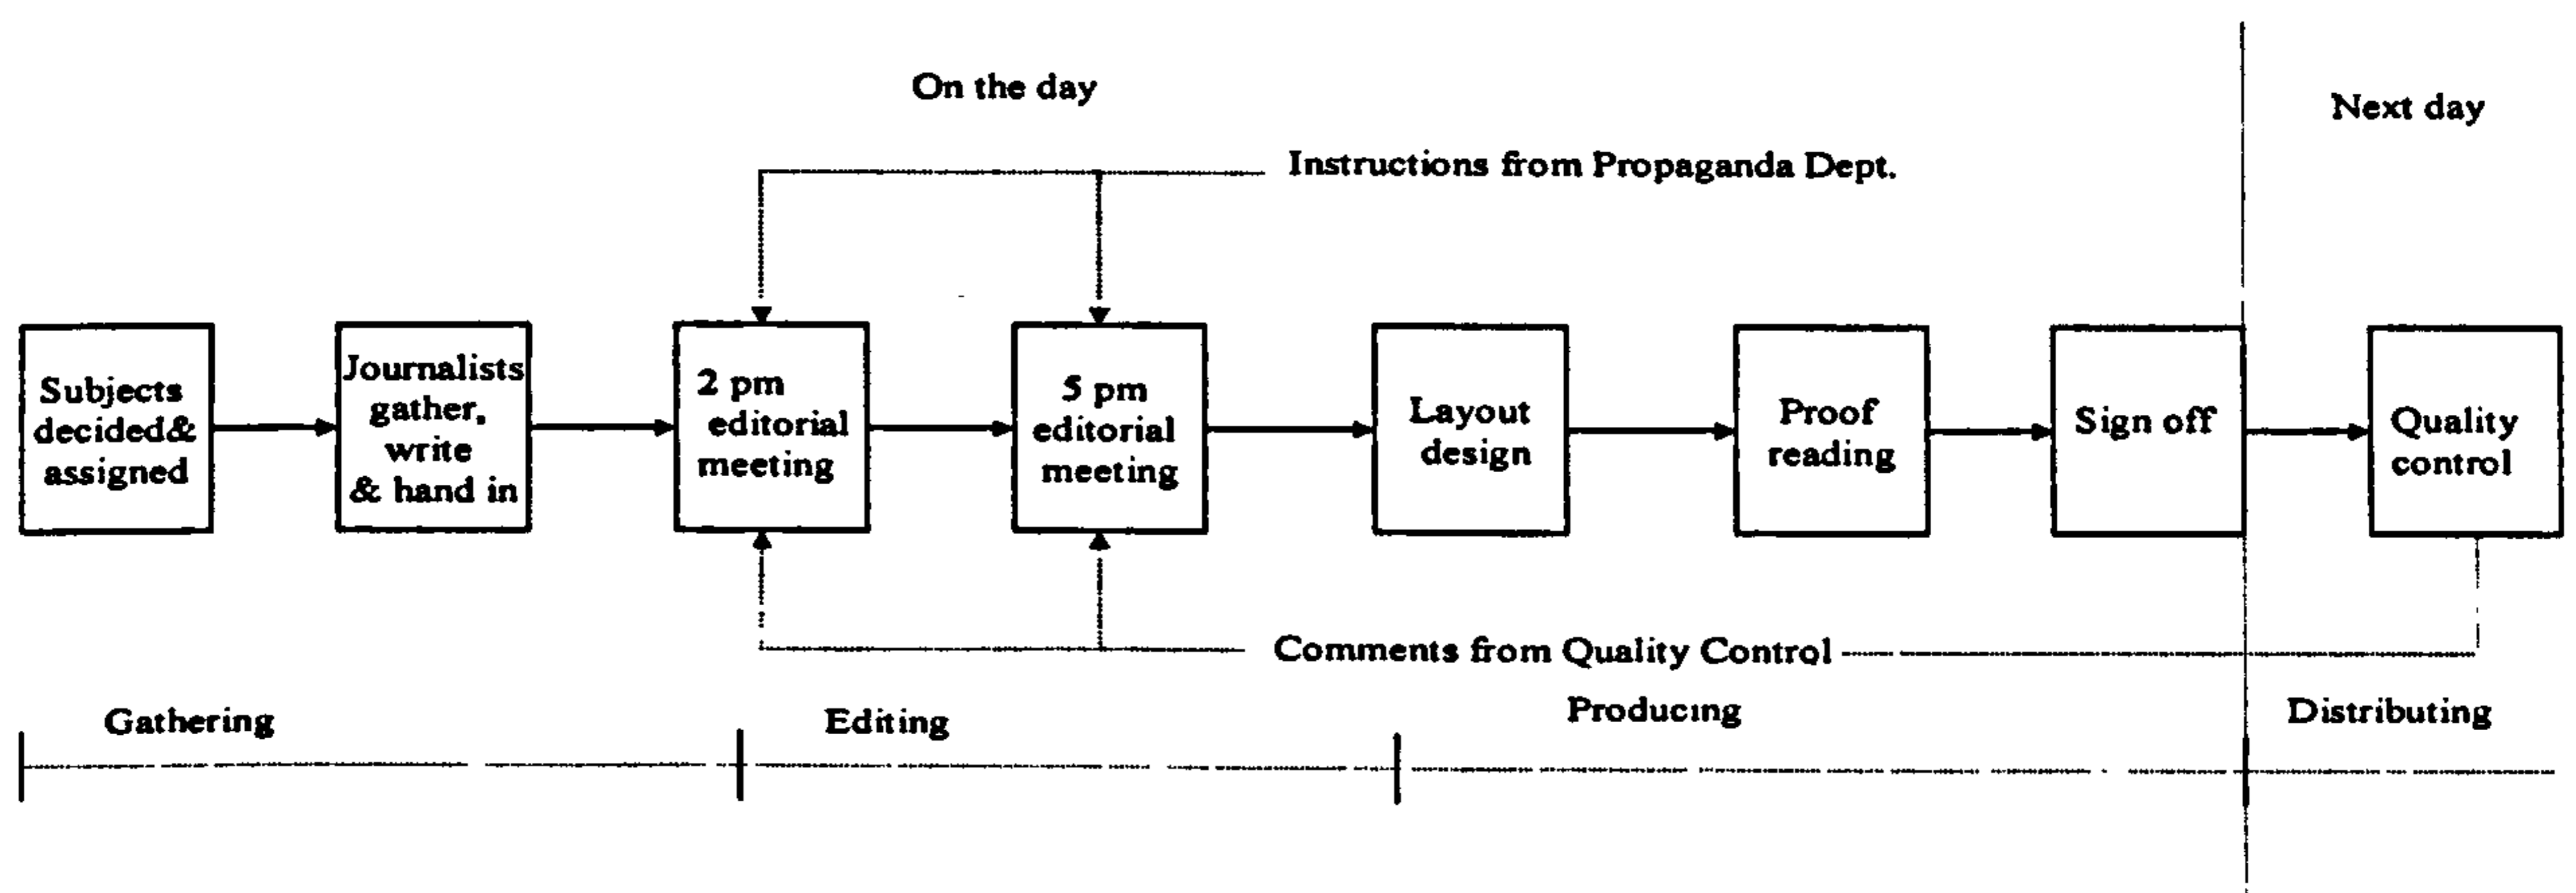 On the day
Next day
Instructions from Propaganda Dept.
Subjects
decided&
assigned
Journalists
gather,
write
& hand in
2 pm
editorial
meeting
5 pm
editorial
meeting
Layout
design
Proof
reading
Sign off
Quality
control
Comments from Quality Control
Gathering
Editing
Producing
Distributing